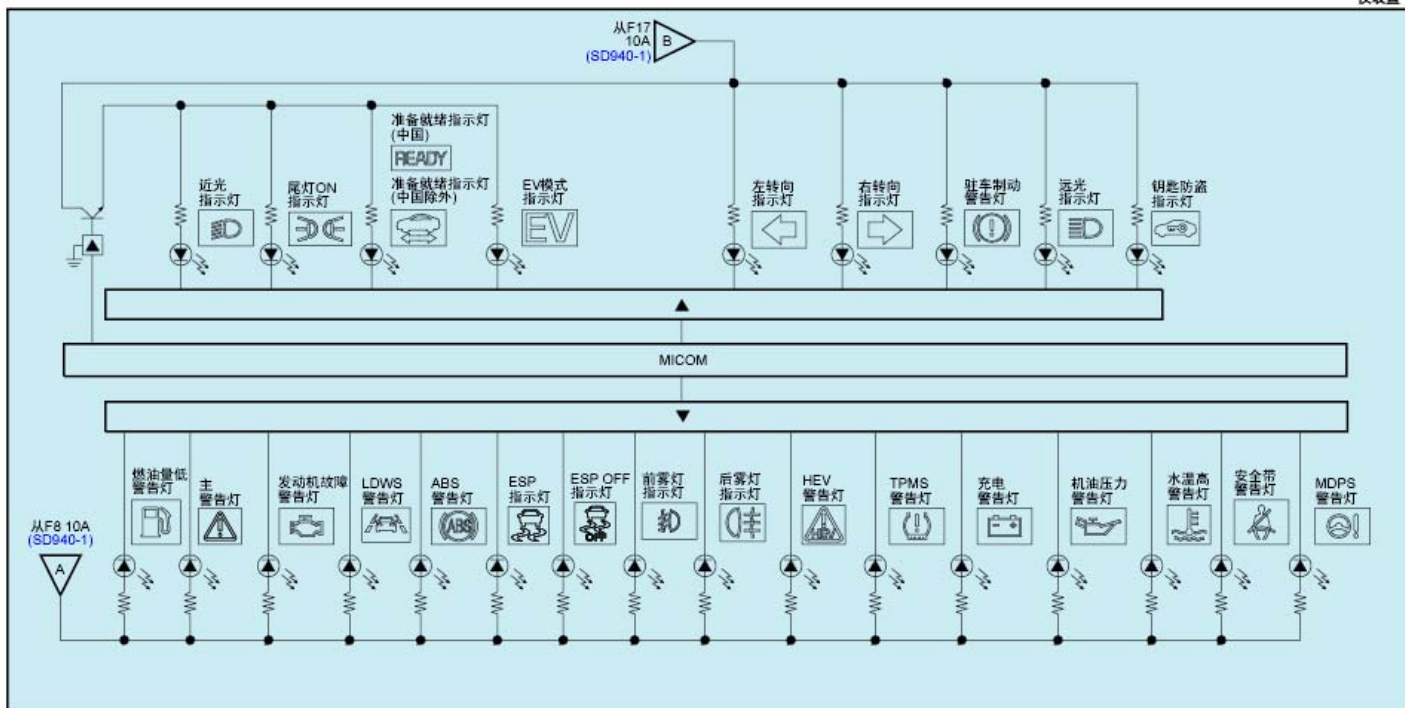 从F17
10A
(SD940-1)
B
准备就绪指示灯
(中国)
READY
近光
指示灯
尾灯ON
指示灯
准备就绪指示灯
(中国除外)
EV模式
指示灯
EV
左转向
指示灯
右转向
指示灯
驻车制动
警告灯
远光
指示灯
钥匙防盗
指示灯
MICOM
燃油量低
警告灯
主
警告灯
发动机故障
警告灯
LDWS
警告灯
ABS
警告灯
ABS
ESP
指示灯
ESP OFF
指示灯
OFF
前雾灯
指示灯
后雾灯
指示灯
HEV
警告灯
HEV
TPMS
警告灯
充电
警告灯
机油压力
警告灯
水温高
警告灯
安全带
警告灯
MDPS
警告灯
从F8 10A
(SD940-1)
A